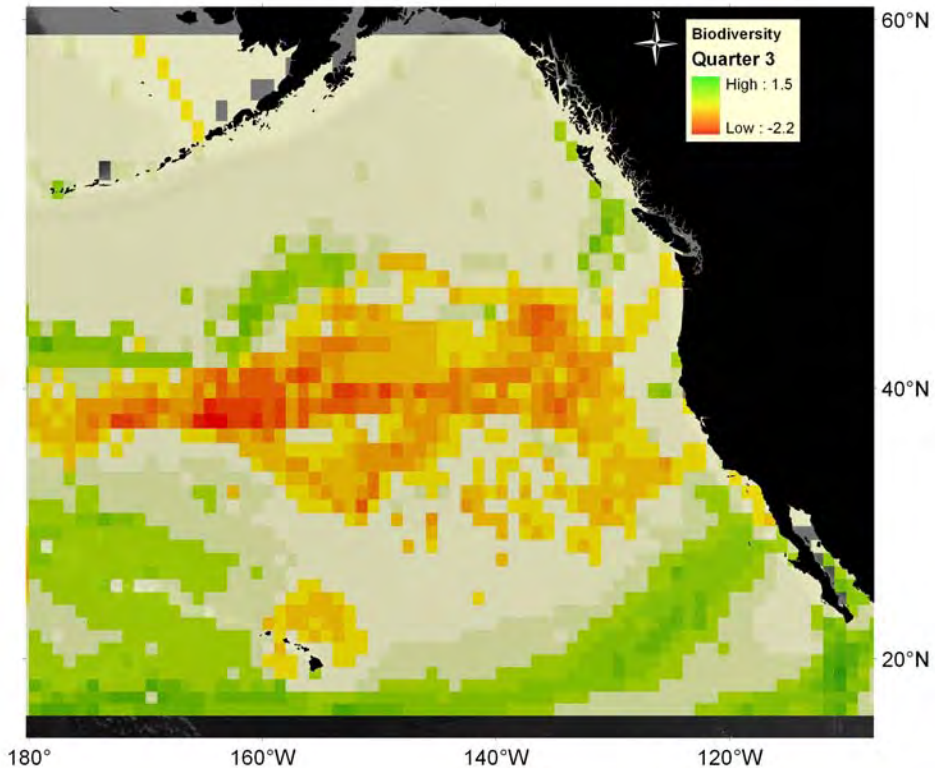 N
60°N
Biodiversity
Quarter 3
High : 1.5
Low : -2.2
40°N
20°N
180°
160°W
140°W
120°W